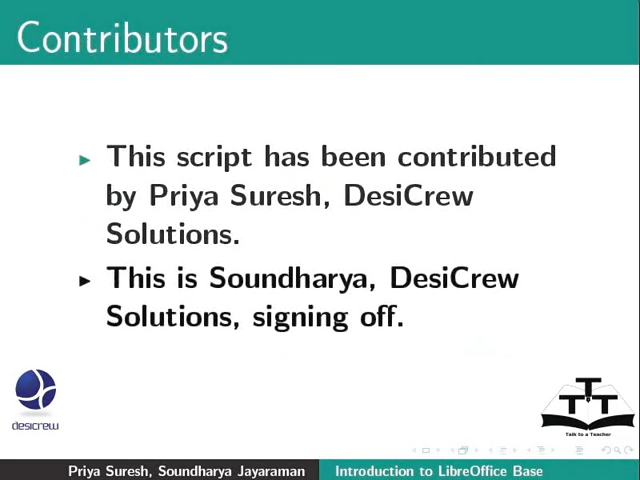 Contributors
This script has been contributed
by Priya Suresh, DesiCrew
Solutions.
This is Soundharya, DesiCrew
Solutions, signing off.
desicrew
T T T
Talk to a Teacher
Priya Suresh, Soundharya Jayaraman
Introduction to LibreOffice Base